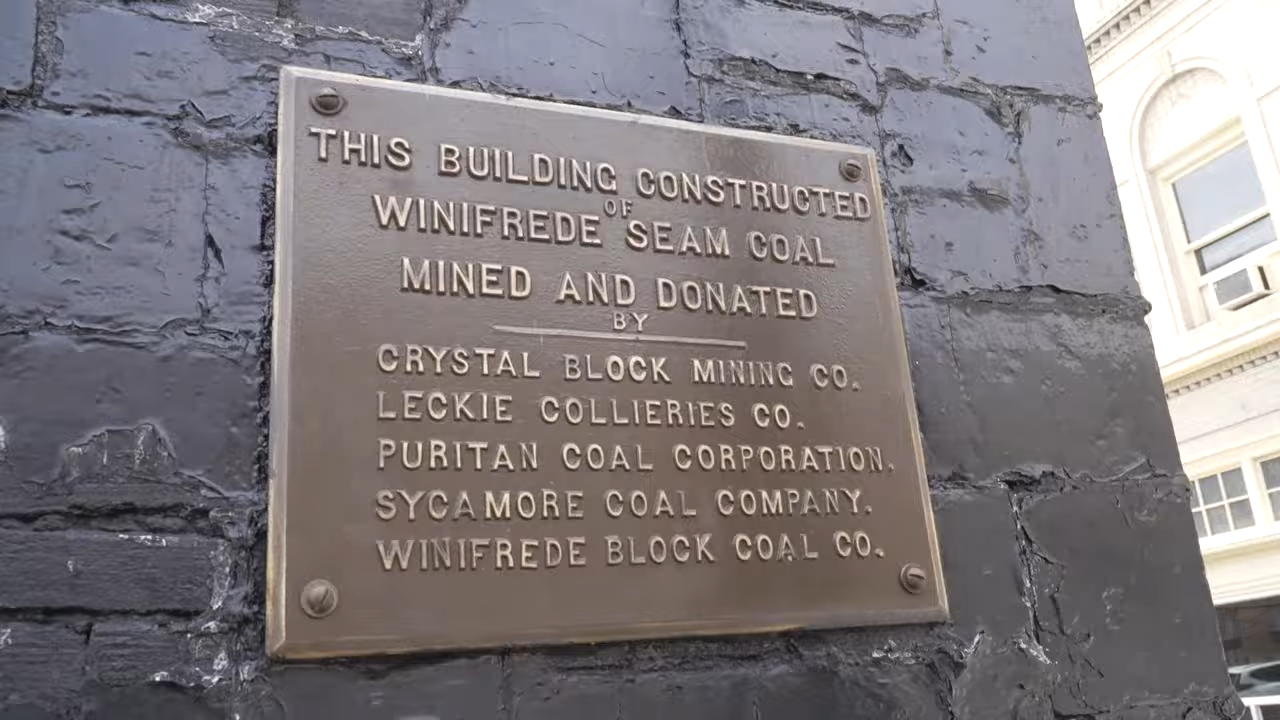 THIS BUILDING CONSTRUCTED
OF
WINIFREDE SEAM COAL
MINED AND DONATED
BY
CRYSTAL BLOCK MINING CO.
LECKIE COLLIERIES CO.
PURITAN COAL CORPORATION.
SYCAMORE COAL COMPANY.
WINIFREDE BLOCK COAL CO.